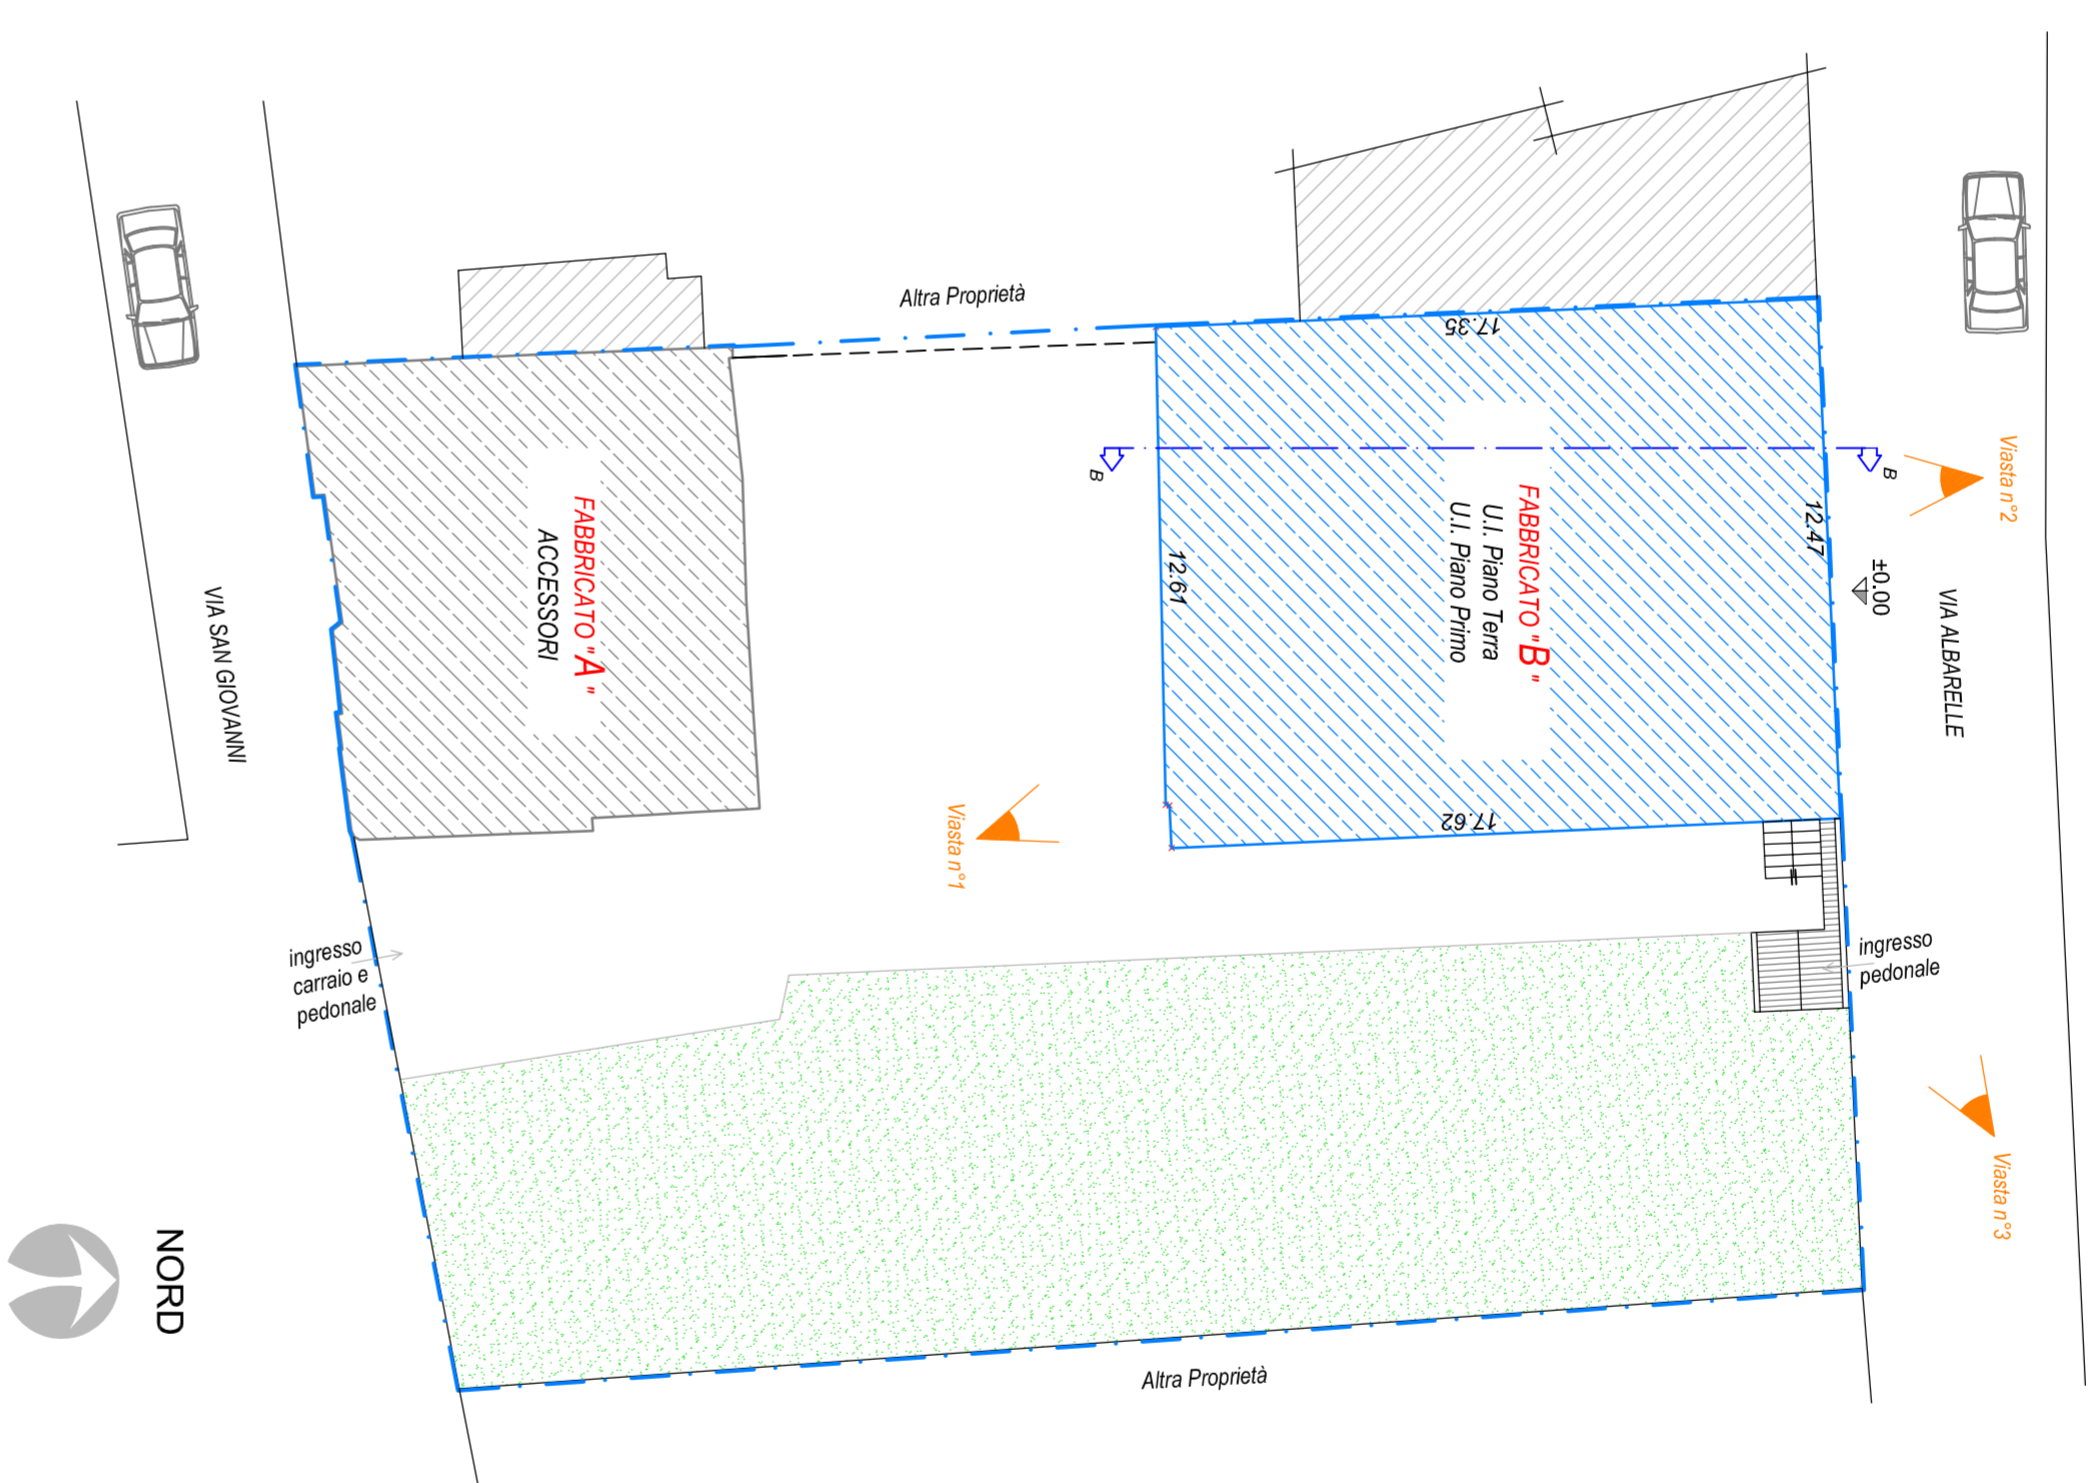 Altra Proprietà
17.35
B
B
12.47
Viasta n°2
±0.00
VIA ALBARELLE
FABBRICATO "B"
U.I. Piano Terra
U.I. Piano Primo
12.61
17.62
FABBRICATO "A"
ACCESSORI
VIA SAN GIOVANNI
Viasta n°1
ingresso
carraio e
pedonale
ingresso
pedonale
Viasta n°3
NORD
Altra Proprietà